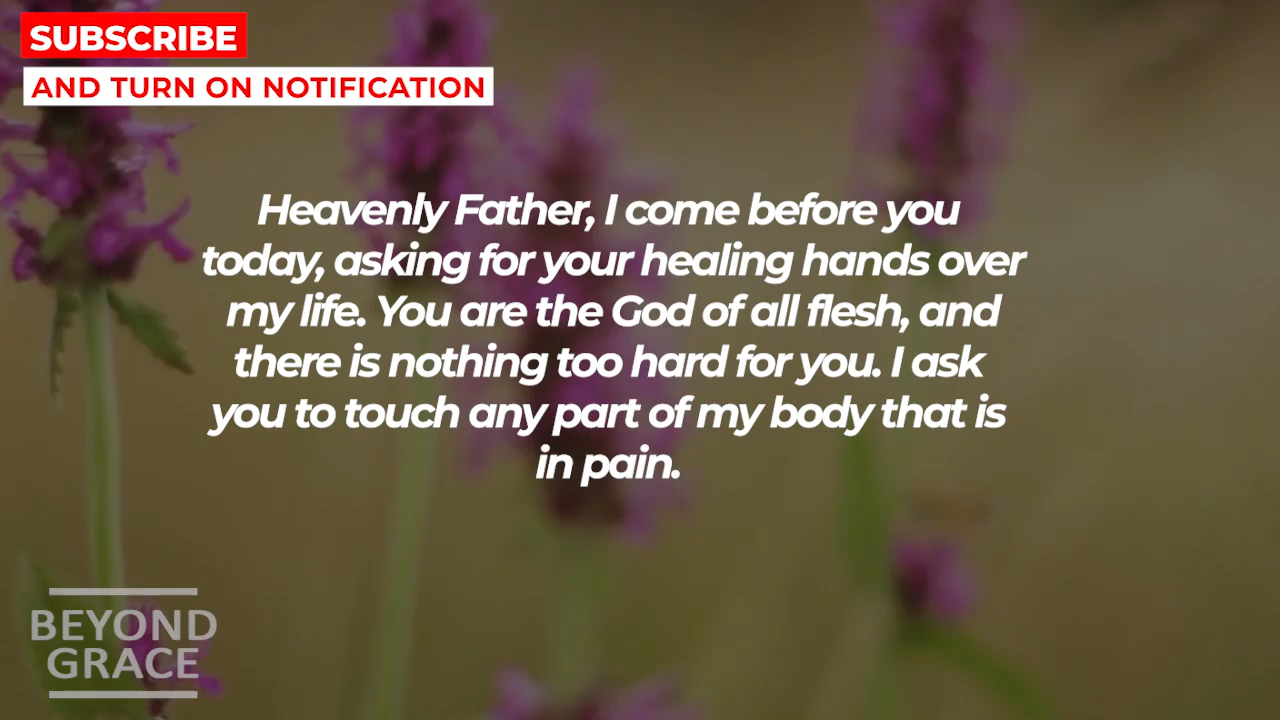 SUBSCRIBE
AND TURN ON NOTIFICATION
Heavenly Father, I come before you
today, asking for your healing hands over
my life. You are the God of all flesh, and
there is nothing too hard for you. I ask
you to touch any part of my body that is
in pain.
BEYOND
GRACE